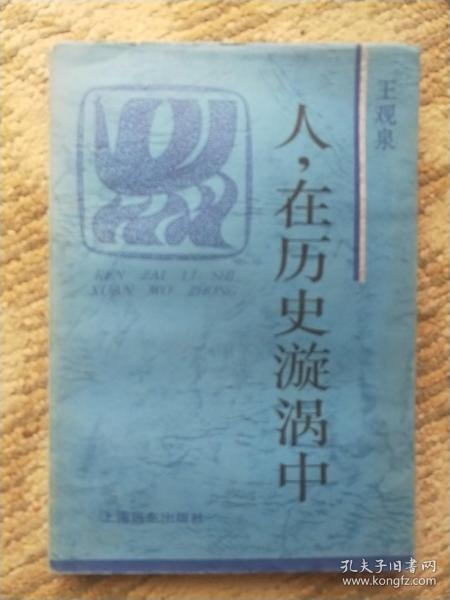 王观泉
人，在历史漩涡中
REN ZAI LI SHI
XUAN WO ZHONG
上海远东出版社
孔夫子旧书网
www.kongfz.com